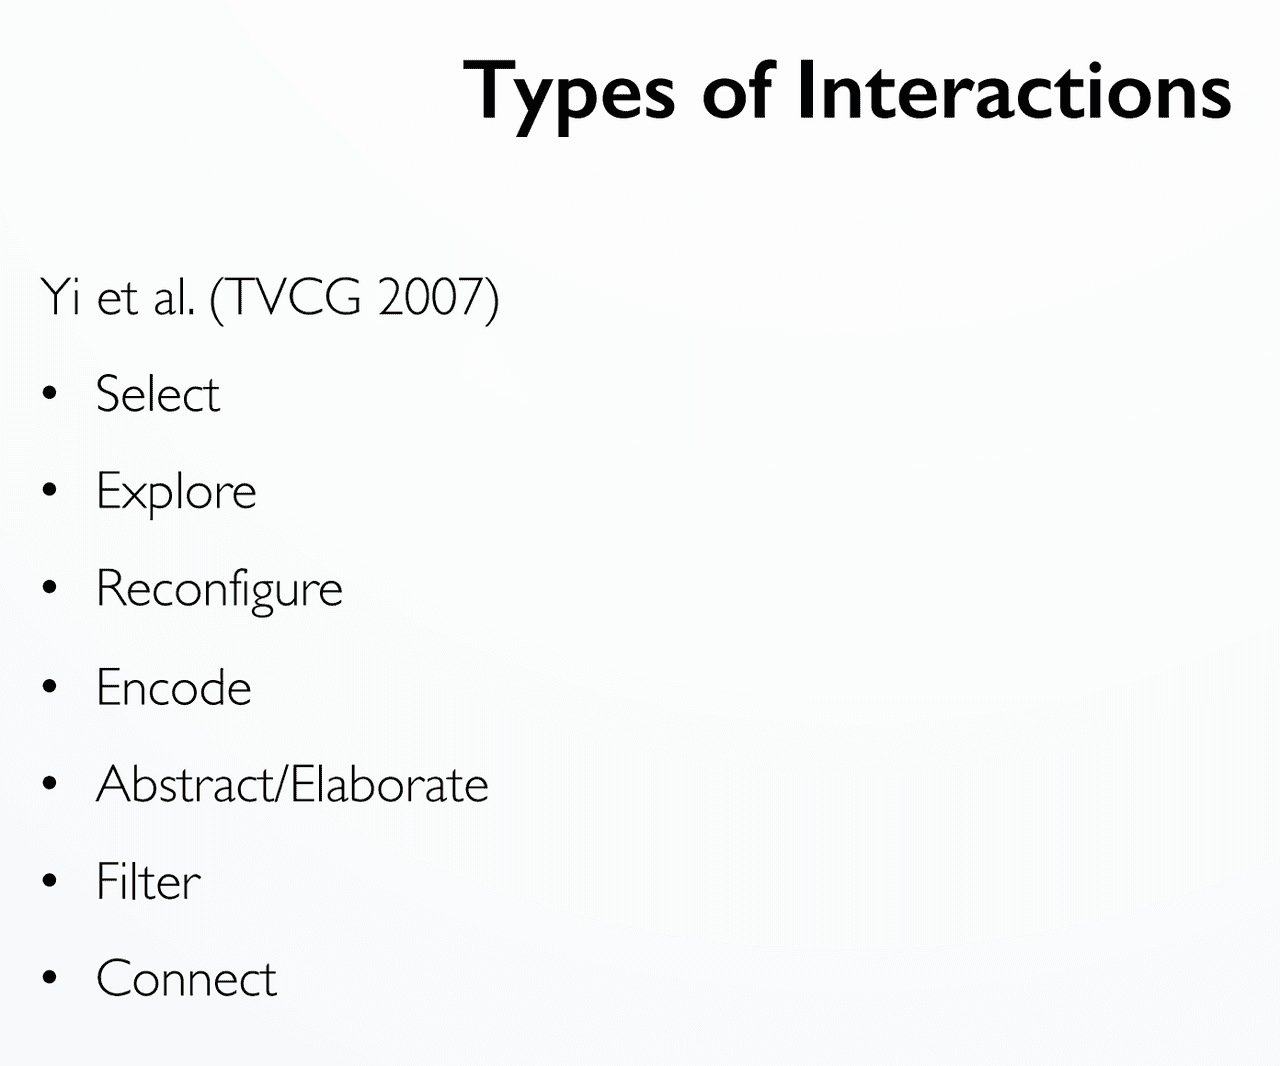 Types of Interactions
Yi et al. (TVCG 2007)
• Select
• Explore
• Reconfigure
• Encode
• Abstract/Elaborate
• Filter
• Connect